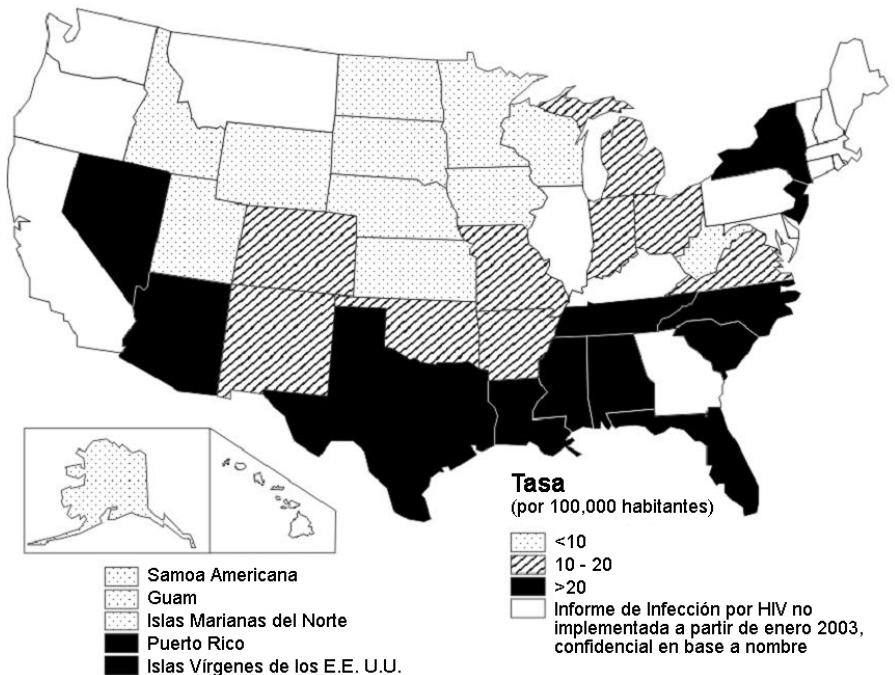 Tasa
(por 100,000 habitantes)
<10
10 - 20
>20
Informe de Infección por HIV no
implementada a partir de enero 2003,
confidencial en base a nombre
Samoa Americana
Guam
Islas Marianas del Norte
Puerto Rico
Islas Vírgenes de los E.E. U.U.